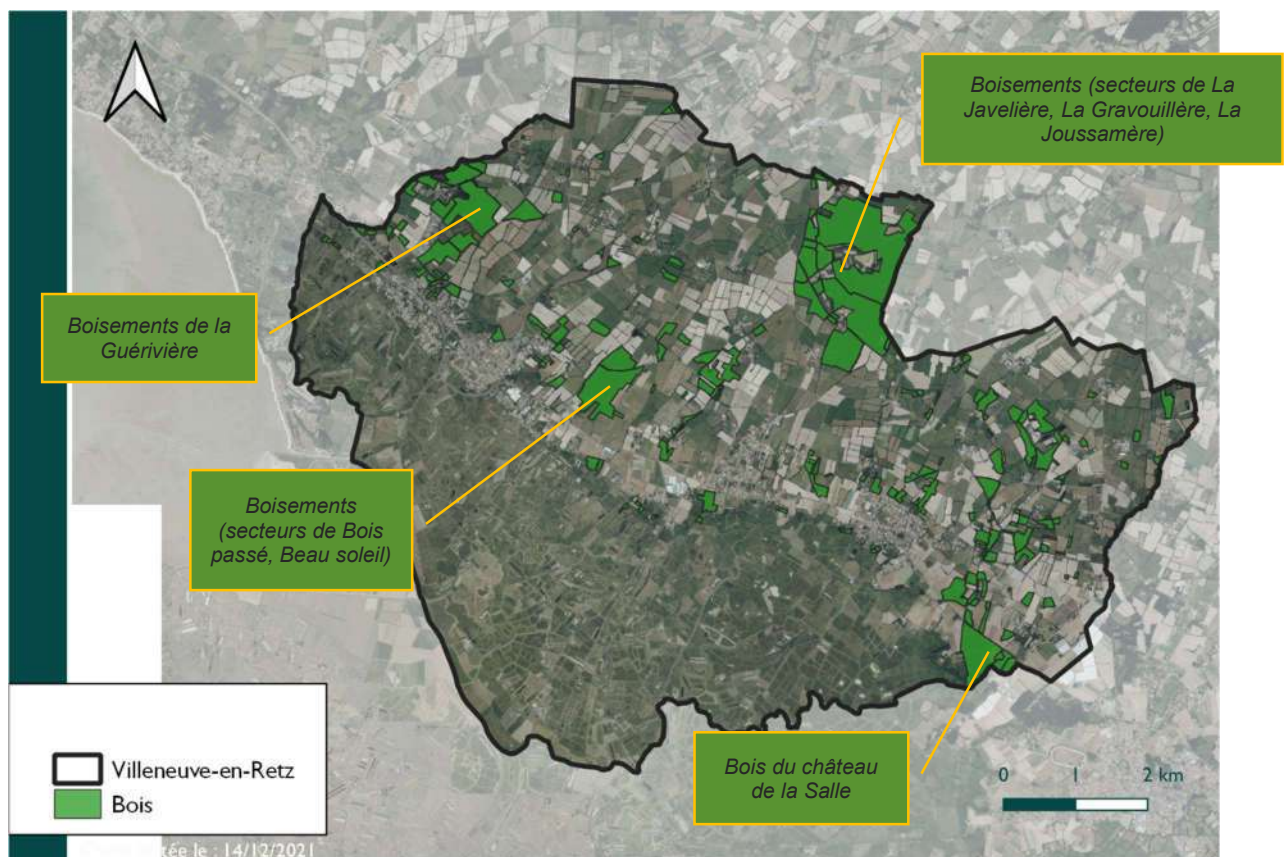 Boisements (secteurs de La
Javelière, La Gravouillère, La
Joussamère)
Boisements de la
Guérivière
Boisements
(secteurs de Bois
passé, Beau soleil)
Bois du château
de la Salle
0 1 2 km
Villeneuve-en-Retz
Bois
le : 14/12/2021